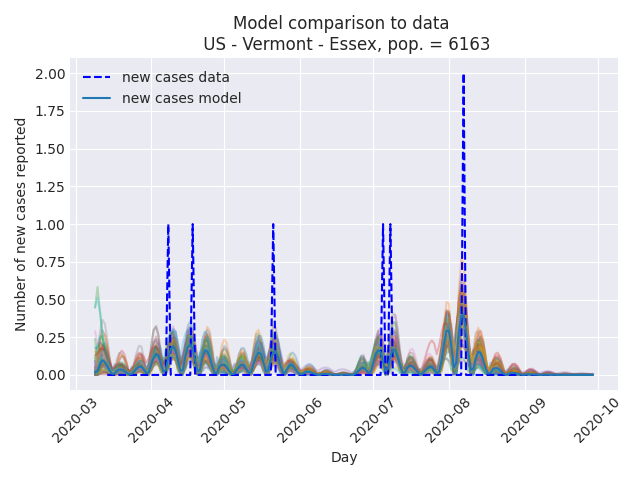 Model comparison to data
US - Vermont - Essex, pop. = 6163
new cases data
new cases model
2.00
1.75
1.50
1.25
1.00
0.75
0.50
0.25
0.00
Number of new cases reported
2020-03
2020-04
2020-05
2020-06
2020-07
2020-08
2020-09
2020-10
Day